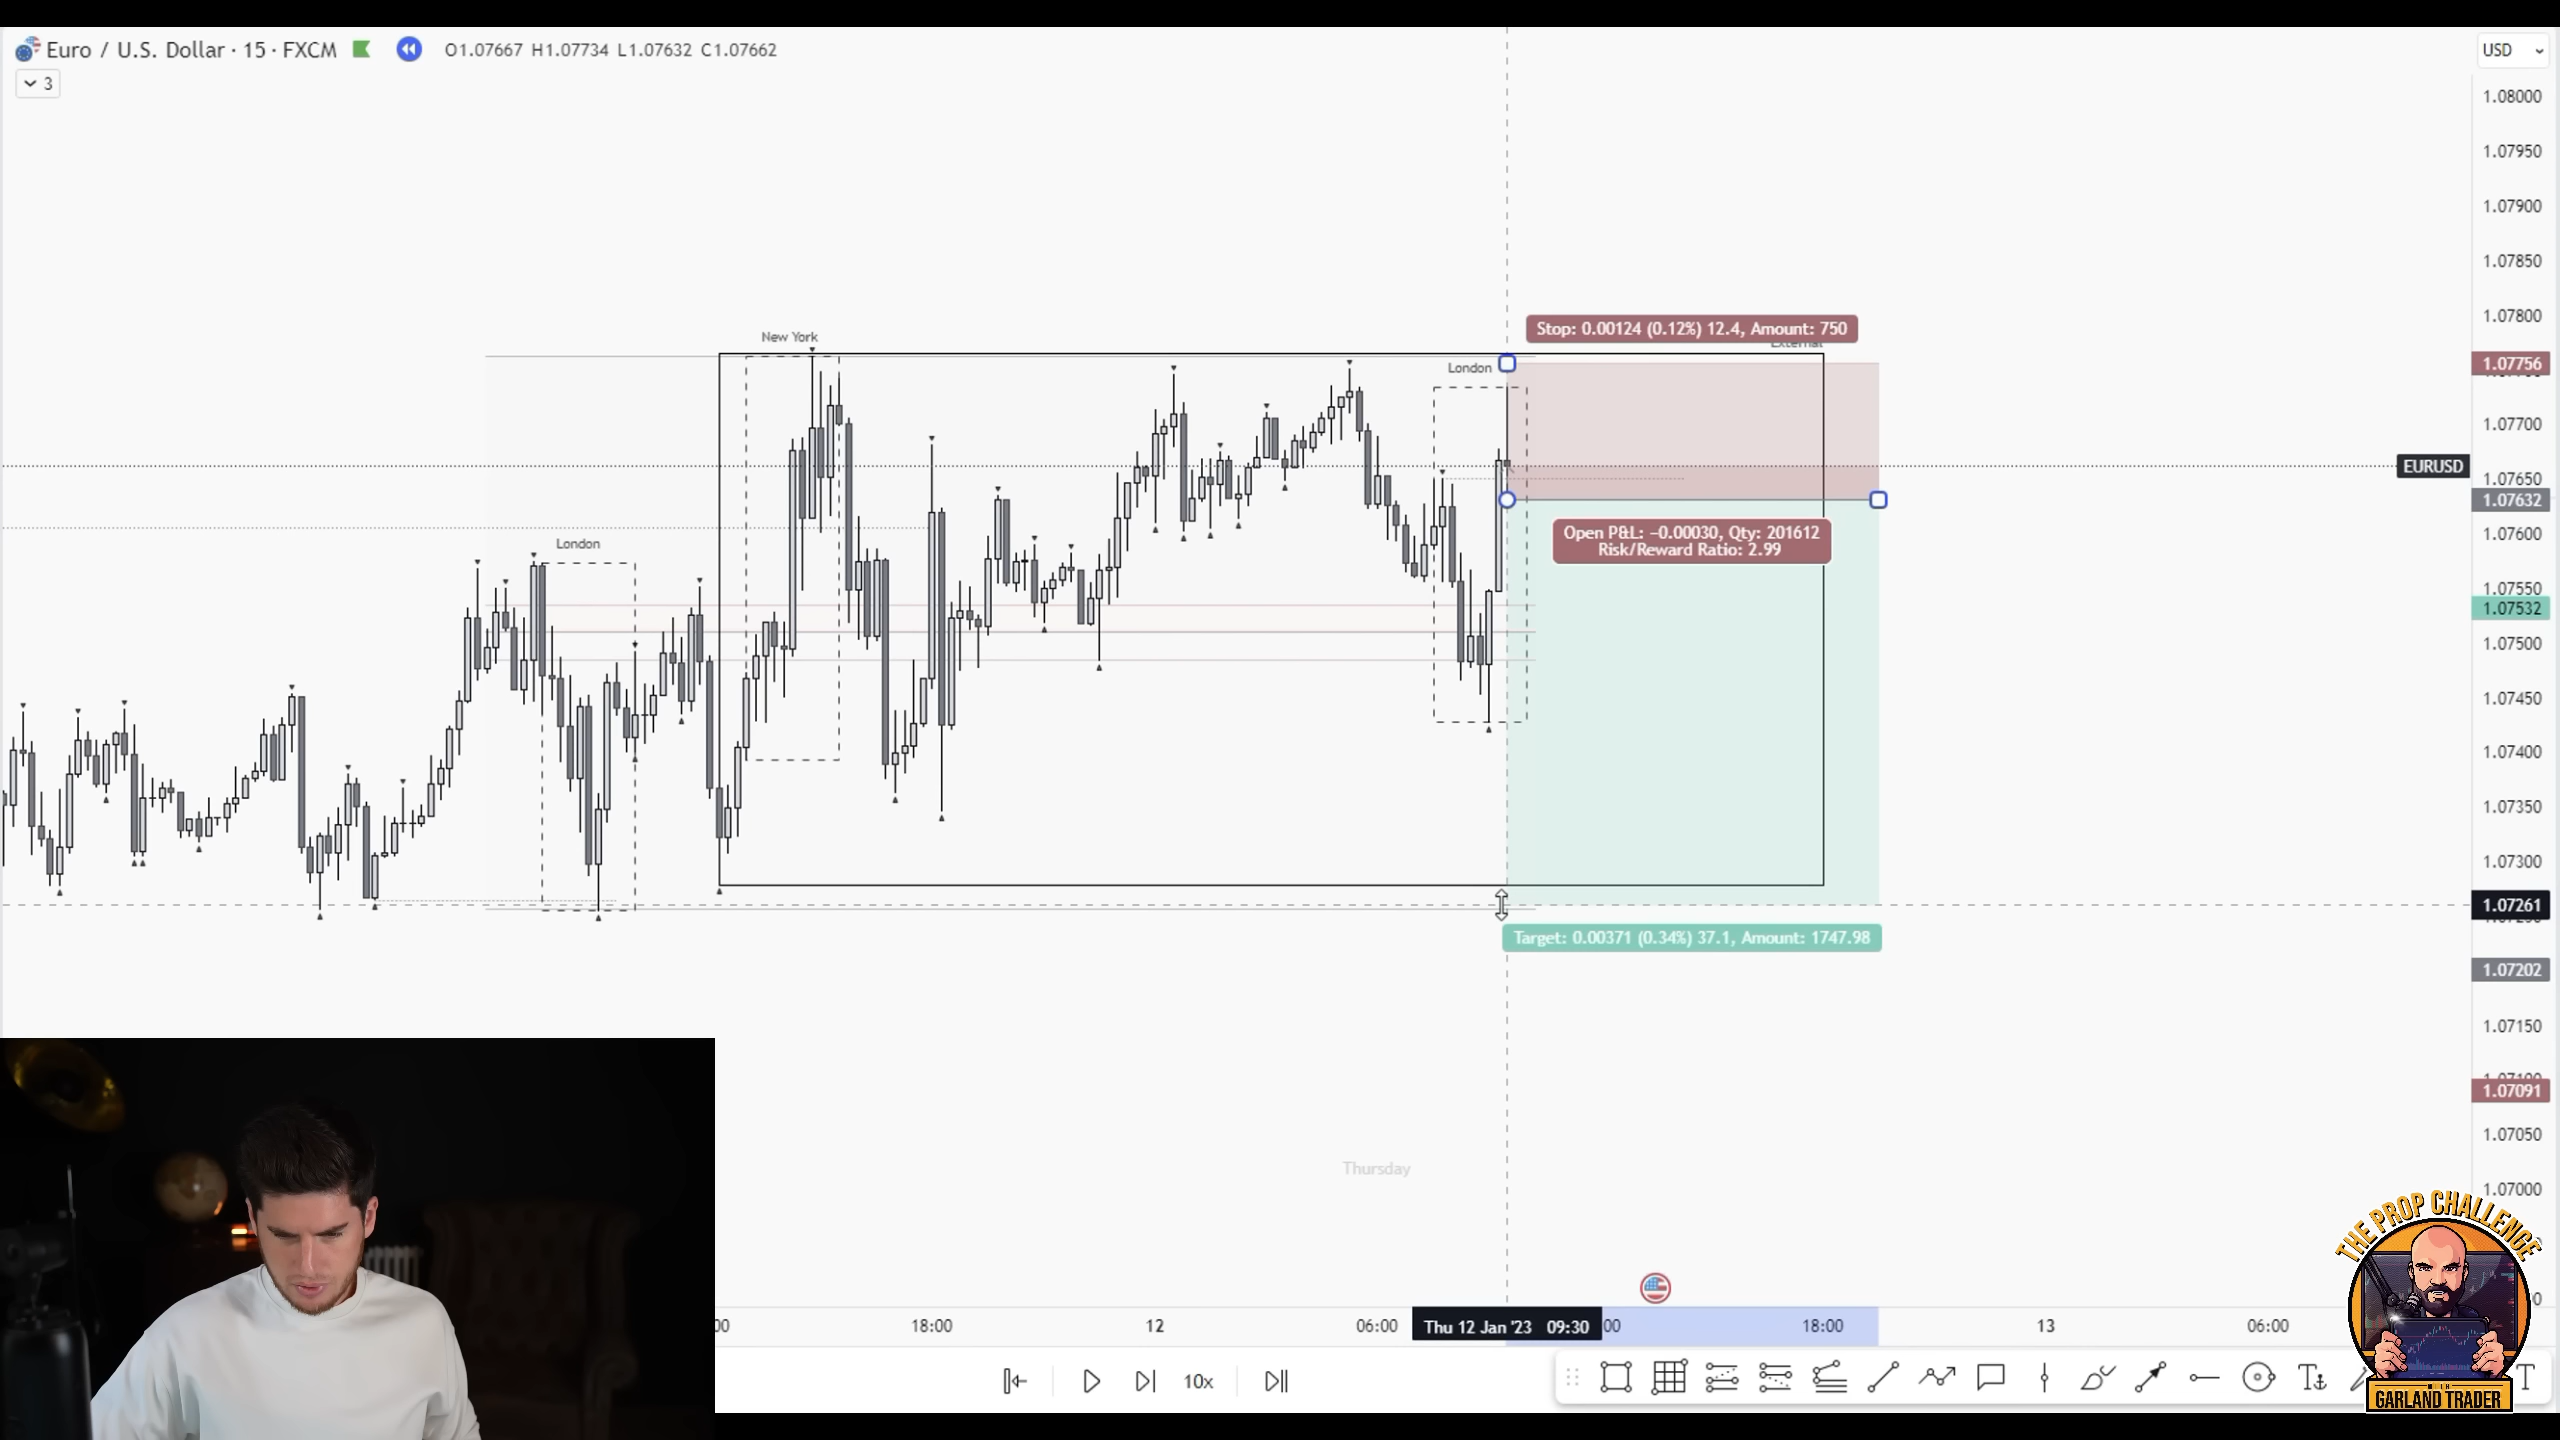 Euro / U.S. Dollar · 15 · FXCM
O1.07667 H1.07734 L1.07632 C1.07662
3
USD
1.08000
1.07950
1.07900
1.07850
1.07800
1.07756
1.07700
EURUSD
1.07650
1.07632
1.07600
1.07550
1.07532
1.07500
1.07450
1.07400
1.07350
1.07300
1.07261
1.07202
1.07150
1.07091
1.07050
1.07000
New York
London
London
External
Stop: 0.00124 (0.12%) 12.4, Amount: 750
Open P&L: −0.00030, Qty: 201612
Risk/Reward Ratio: 2.99
Target: 0.00371 (0.34%) 37.1, Amount: 1747.98
Thursday
18:00
12
06:00
Thu 12 Jan '23 09:30
18:00
13
06:00
10x
THE PROP CHALLENGE
WITH
GARLAND TRADER